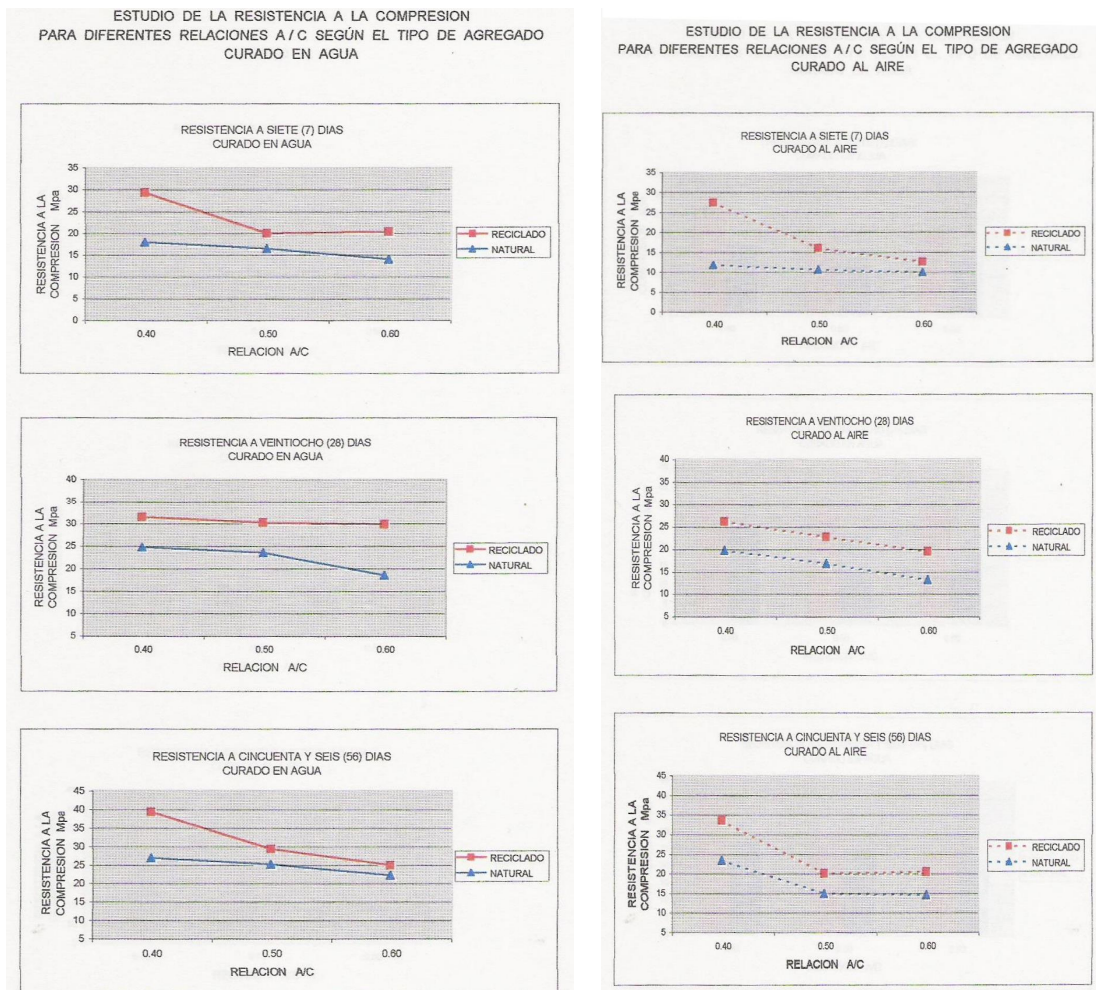 ESTUDIO DE LA RESISTENCIA A LA COMPRESION
PARA DIFERENTES RELACIONES A / C SEGÚN EL TIPO DE AGREGADO
CURADO EN AGUA
RESISTENCIA A SIETE (7) DIAS
CURADO EN AGUA
RESISTENCIA A LA
COMPRESION Mpa
35
30
25
20
15
10
5
0
0.40
0.50
0.60
RELACION A/C
RECICLADO
NATURAL
RESISTENCIA A VEINTIOCHO (28) DIAS
CURADO EN AGUA
RESISTENCIA A LA
COMPRESION Mpa
40
35
30
25
20
15
10
5
0.40
0.50
0.60
RELACION A/C
RECICLADO
NATURAL
RESISTENCIA A CINCUENTA Y SEIS (56) DIAS
CURADO EN AGUA
RESISTENCIA A LA
COMPRESION Mpa
45
40
35
30
25
20
15
10
5
0.40
0.50
0.60
RELACION A/C
RECICLADO
NATURAL
ESTUDIO DE LA RESISTENCIA A LA COMPRESION
PARA DIFERENTES RELACIONES A / C SEGÚN EL TIPO DE AGREGADO
CURADO AL AIRE
RESISTENCIA A SIETE (7) DIAS
CURADO AL AIRE
RESISTENCIA A LA
COMPRESION Mpa
35
30
25
20
15
10
5
0
0.40
0.50
0.60
RELACION A/C
RECICLADO
NATURAL
RESISTENCIA A VENTIOCHO (28) DIAS
CURADO AL AIRE
RESISTENCIA A LA
COMPRESION Mpa
40
35
30
25
20
15
10
5
0.40
0.50
0.60
RELACION A/C
RECICLADO
NATURAL
RESISTENCIA A CINCUENTA Y SEIS (56) DIAS
CURADO AL AIRE
RESISTENCIA A LA
COMPRESION Mpa
45
40
35
30
25
20
15
10
5
0.40
0.50
0.60
RELACION A/C
RECICLADO
NATURAL